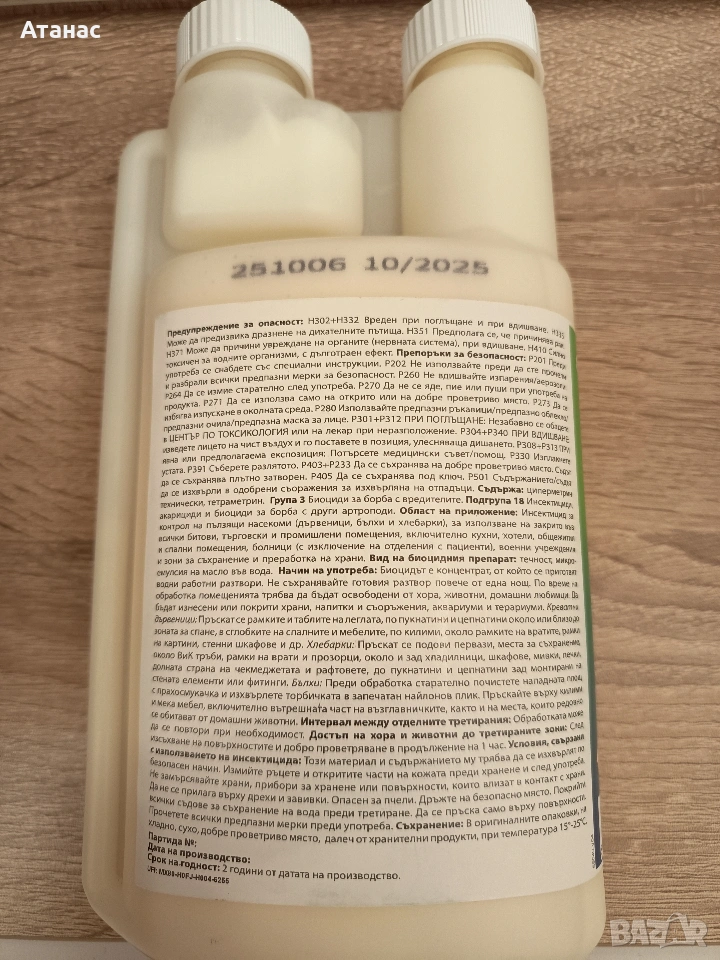 Атанас
251006 10/2025
Предупреждение за опасност: H302+H332 Вреден при поглъщане и при вдишване. H335
Може да предизвика дразнене на дихателните пътища. H351 Предполага се, че причинява рак.
H371 Може да причини увреждане на органите (нервната система), при вдишване. H410 Силно
токсичен за водните организми, с дълготраен ефект. Препоръки за безопасност: P201 Преди
употреба се снабдете със специални инструкции. P202 Не използвайте преди да сте прочели
и разбрали всички предпазни мерки за безопасност. P260 Не вдишвайте изпарения/аерозоли
P264 Да се измие старателно след употреба. P270 Да не се яде, пие или пуши при употреба на
продукта. P271 Да се използва само на открито или на добре проветриво място. P273 Да се
избягва изпускане в околната среда. P280 Използвайте предпазни ръкавици/предпазно облекло/
предпазни очила/предпазна маска за лице. P301+P312 ПРИ ПОГЛЪЩАНЕ: Незабавно се обадете
в ЦЕНТЪР ПО ТОКСИКОЛОГИЯ или на лекар при неразположение. P304+P340 ПРИ ВДИШВАНЕ
изведете лицето на чист въздух и го поставете в позиция, улесняваща дишането. P308+P313 ПРИ
явна или предполагаема експозиция: Потърсете медицински съвет/помощ. P330 Изплакнете
устата. P391 Съберете разлятото. P403+P233 Да се съхранява на добре проветриво място. Съдът
да се съхранява плътно затворен. P405 Да се съхранява под ключ. P501 Съдържанието/съда
да се изхвърли в одобрени съоражения за изхвърляна на отпадъци. Съдържа: циперметрин
технически, тетраметрин. Група 3 Биоциди за борба с вредителите. Подгрупа 18 Инсектициди,
акарициди и биоциди за борба с други артроподи. Област на приложение: Инсектицид за
контрол на пълзящи насекоми (дървеници, бълхи и хлебарки), за използване на закрито във
всички битови, търговски и промишлени помещения, включително кухни, хотели, общежития
и спални помещения, болници (с изключение на отделения с пациенти), военни учреждения
и зони за съхранение и преработка на храни. Вид на биоцидния препарат: течност, микро-
емулсия на масло във вода. Начин на употреба: Биоцидът е концентрат, от който се приготвят
водни работни разтвори. Не съхранявайте готовия разтвор повече от една нощ. По време на
обработка помещенията трябва да бъдат освободени от хора, животни, домашни любимци. Да
бъдат изнесени или покрити храни, напитки и съоръжения, аквариуми и терариуми. Креватни
дървеници: Пръскат се рамките и таблите на леглата, по пукнатини и цепнатини около или близо до
зоната за спане, в сглобките на спалните и мебелите, по килими, около рамките на вратите, рамки
на картини, стенни шкафове и др. Хлебарки: Пръскат се подови первази, места за съхранение,
около ВиК тръби, рамки на врати и прозорци, около и зад хладилници, шкафове, мивки, печки,
долната страна на чекмеджетата и рафтовете, до пукнатини и цепнатини зад монтирани на
стената елементи или фитинги. Бълхи: Преди обработка старателно почистете нападната площ
с прахосмукачка и изхвърлете торбичката в запечатан найлонов плик. Пръскайте върху килими
и мека мебел, включително вътрешната част на възглавничките, както и на места, които редовно
се обитават от домашни животни. Интервал между отделните третирания: Обработката може
да се повтори при необходимост. Достъп на хора и животни до третираните зони: След
изсъхване на повърхностите и добро проветряване в продължение на 1 час. Условия, свързани
с използването на инсектицида: Този материал и съдържанието му трябва да се изхвърлят по
безопасен начин. Измийте ръцете и откритите части на кожата преди хранене и след употреба.
Не замърсявайте храни, прибори за хранене или повърхности, които влизат в контакт с храни.
Да не се прилага върху дрехи и завивки. Опасен за пчели. Дръжте на безопасно място. Покрийте
всички съдове за съхранение на вода преди третиране. Да се пръска само върху повърхности.
Прочетете всички предпазни мерки преди употреба. Съхранение: В оригиналните опаковки, на
хладно, сухо, добре проветриво място, далеч от хранителни продукти, при температура 15°-25°C.
Партида №:
Дата на производство:
Срок на годност: 2 години от датата на производство.
UFI: MX80-H0FJ-H004-6255
BAZAR